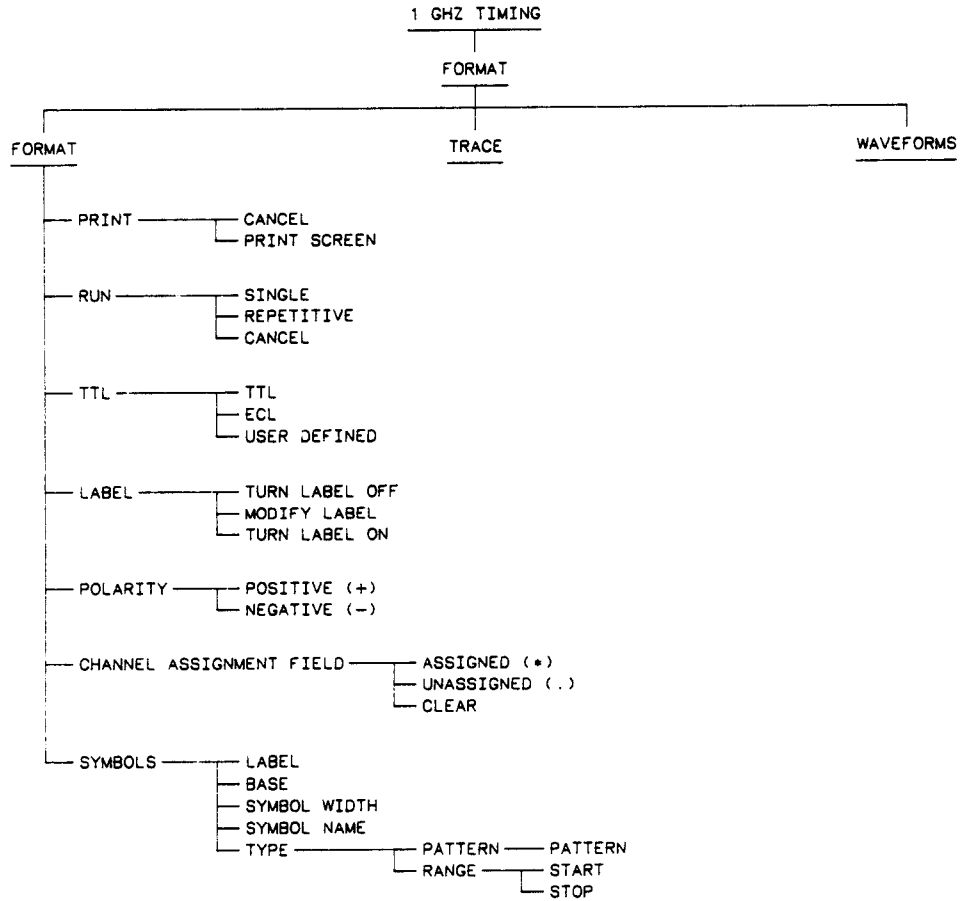 1 GHZ TIMING
FORMAT
FORMAT TRACE WAVEFORMS
PRINT CANCEL
PRINT SCREEN
RUN SINGLE
REPETITIVE
CANCEL
TTL TTL
ECL
USER DEFINED
LABEL TURN LABEL OFF
MODIFY LABEL
TURN LABEL ON
POLARITY POSITIVE (+)
NEGATIVE (-)
CHANNEL ASSIGNMENT FIELD ASSIGNED (*)
UNASSIGNED (.)
CLEAR
SYMBOLS LABEL
BASE
SYMBOL WIDTH
SYMBOL NAME
TYPE PATTERN PATTERN
RANGE START
STOP